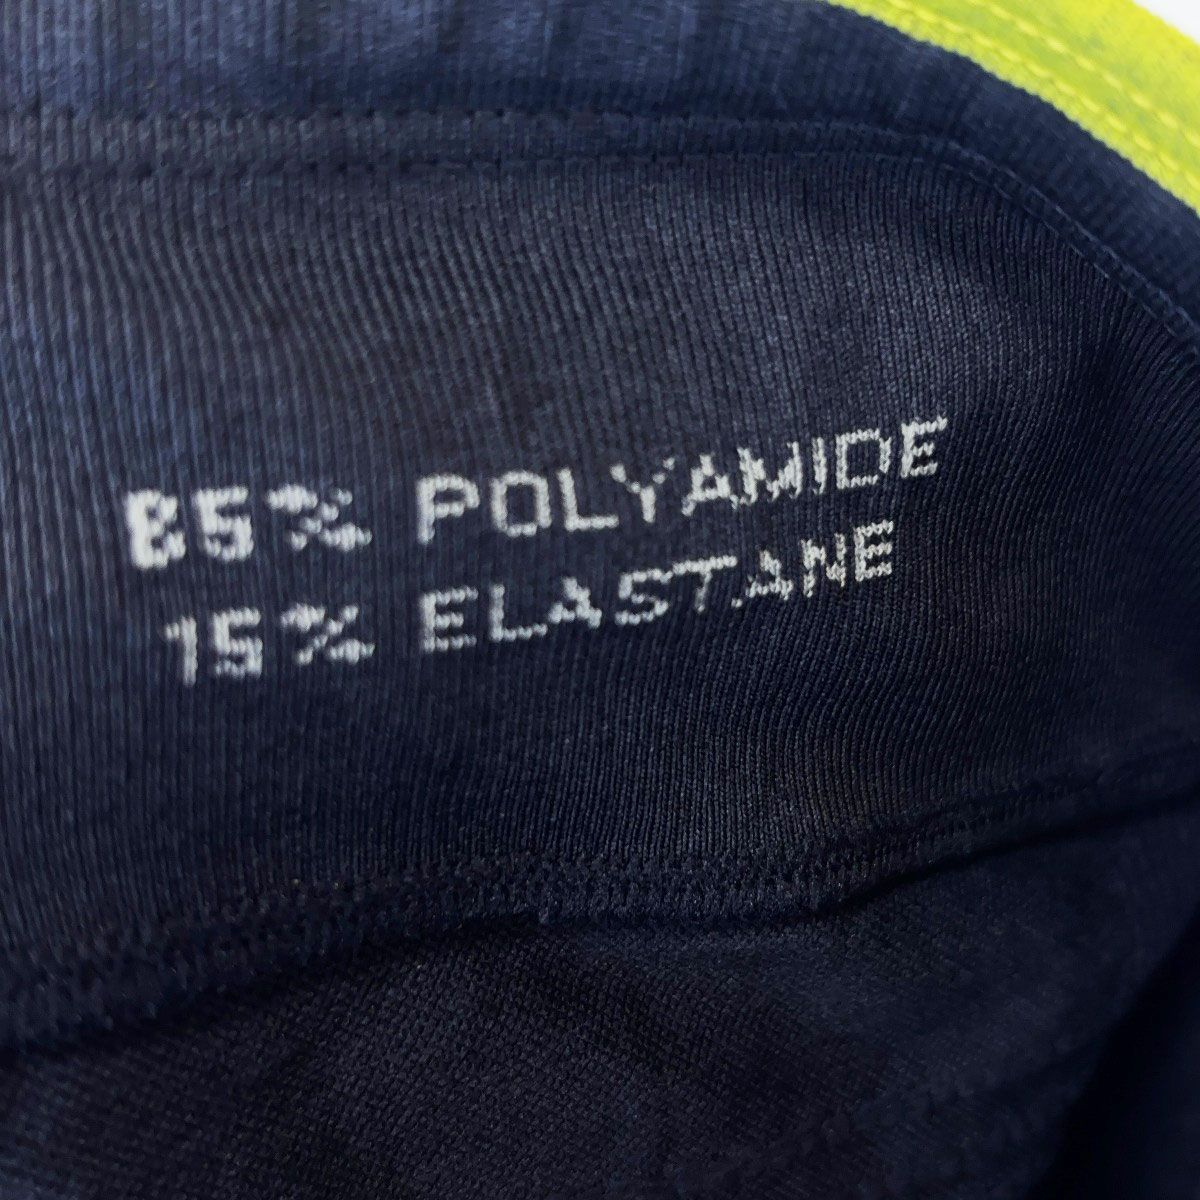 85% POLYAMIDE
15% ELASTANE